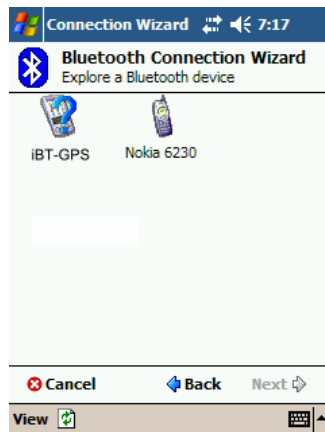 Connection Wizard 7:17
Bluetooth Connection Wizard
Explore a Bluetooth device
iBT-GPS Nokia 6230
Cancel Back Next
View